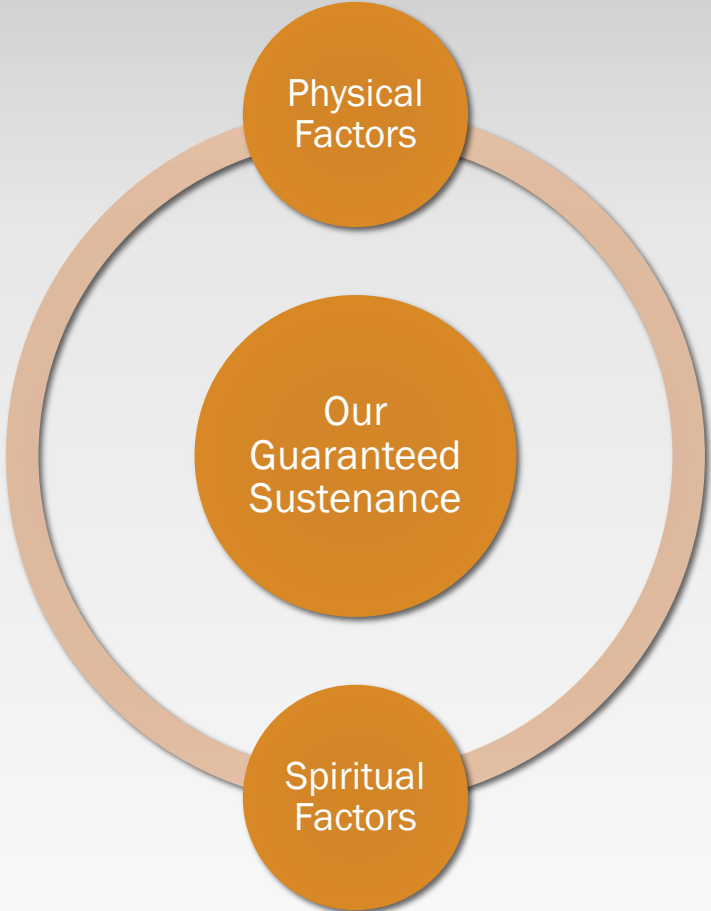 Physical
Factors
Our
Guaranteed
Sustenance
Spiritual
Factors